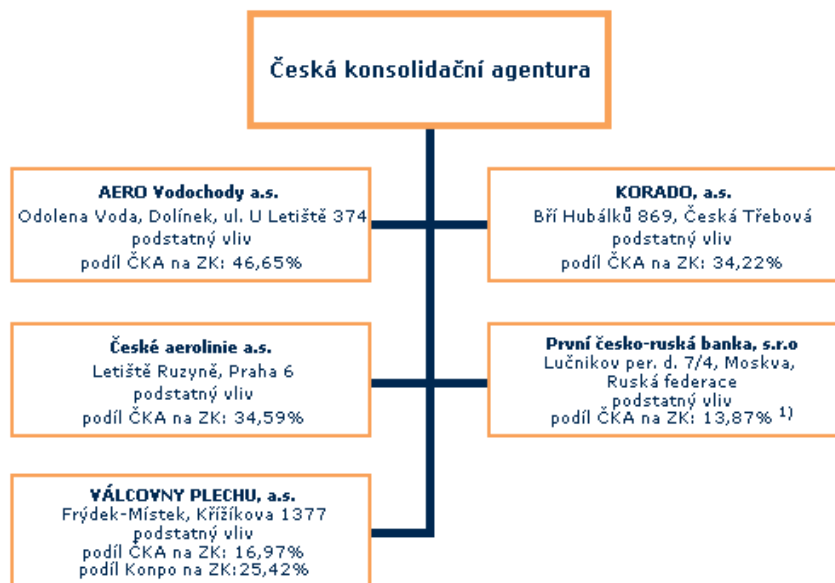 Česká konsolidační agentura
AERO Vodochody a.s.
Odolena Voda, Dolínek, ul. U Letiště 374
podstatný vliv
podíl ČKA na ZK: 46,65%
KORADO, a.s.
Bří Hubálků 869, Česká Třebová
podstatný vliv
podíl ČKA na ZK: 34,22%
České aerolinie a.s.
Letiště Ruzyně, Praha 6
podstatný vliv
podíl ČKA na ZK: 34,59%
První česko-ruská banka, s.r.o
Lučnikov per. d. 7/4, Moskva,
Ruská federace
podstatný vliv
podíl ČKA na ZK: 13,87% 1)
VÁLCOVNY PLECHU, a.s.
Frýdek-Místek, Křížíkova 1377
podstatný vliv
podíl ČKA na ZK: 16,97%
podíl Konpo na ZK:25,42%